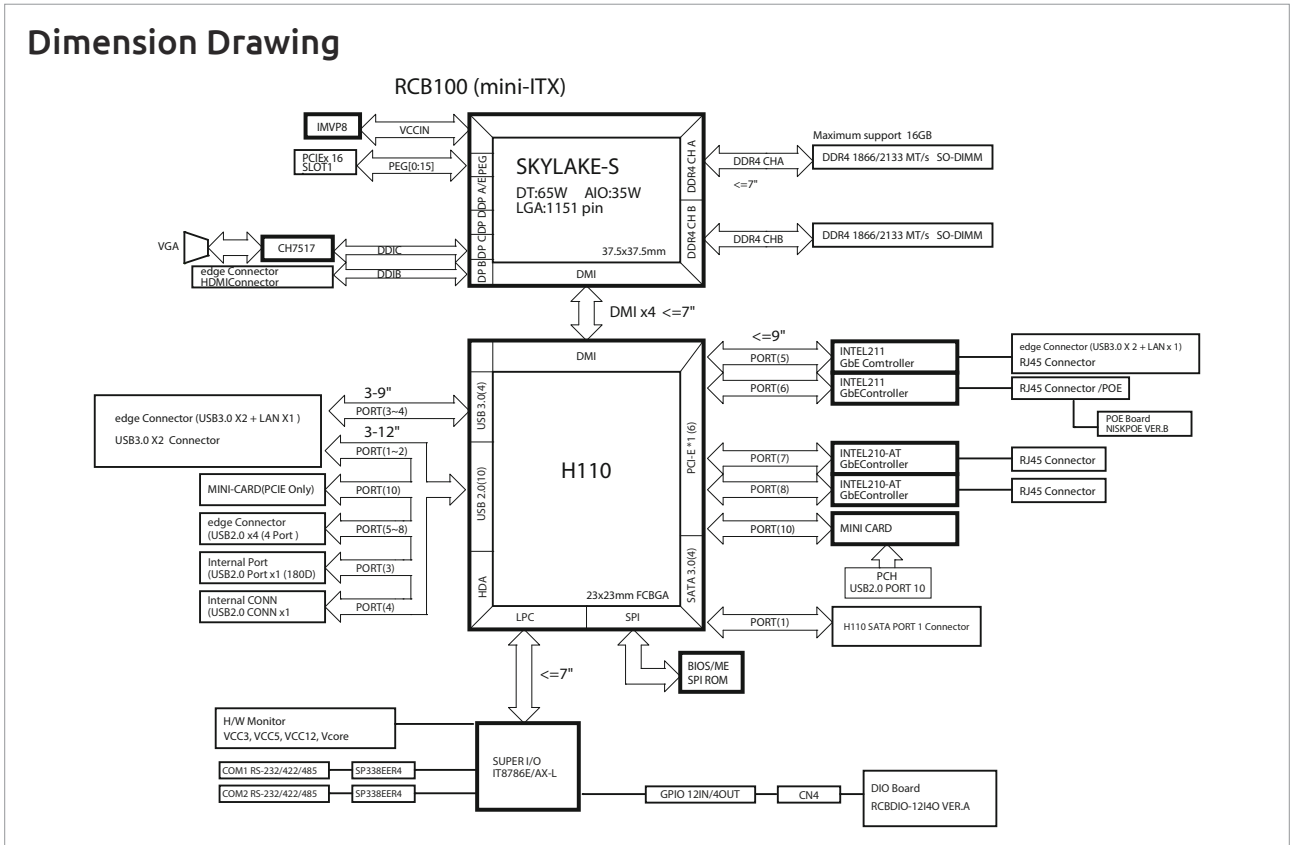 Dimension Drawing
RCB100 (mini-ITX)
IMVP8
VCCIN
PCIEx 16
SLOT1
PEG[0:15]
VGA
CH7517
DDIC
edge Connector
HDMIConnector
DDIB
DP B
DP C
DP D
DDP A/E
PEG
SKYLAKE-S
DT:65W AIO:35W
LGA:1151 pin
37.5x37.5mm
DMI
DDR4 CH A
DDR4 CH B
Maximum support 16GB
DDR4 CHA
<=7"
DDR4 1866/2133 MT/s SO-DIMM
DDR4 CHB
DDR4 1866/2133 MT/s SO-DIMM
DMI x4 <=7"
DMI
USB 3.0(4)
USB 2.0(10)
HDA
H110
23x23mm FCBGA
LPC
SPI
PCI-E *1 (6)
SATA 3.0(4)
edge Connector (USB3.0 X2 + LAN X1 )
USB3.0 X2 Connector
3-9"
PORT(3~4)
3-12"
PORT(1~2)
MINI-CARD(PCIE Only)
PORT(10)
edge Connector
(USB2.0 x4 (4 Port )
PORT(5~8)
Internal Port
(USB2.0 Port x1 (180D)
PORT(3)
Internal CONN
(USB2.0 CONN x1
PORT(4)
<=9"
PORT(5)
INTEL211
GbE Comtroller
edge Connector (USB3.0 X 2 + LAN x 1)
RJ45 Connector
PORT(6)
INTEL211
GbEController
RJ45 Connector /POE
POE Board
NISKPOE VER.B
PORT(7)
INTEL210-AT
GbEController
RJ45 Connector
PORT(8)
INTEL210-AT
GbEController
RJ45 Connector
PORT(10)
MINI CARD
PCH
USB2.0 PORT 10
PORT(1)
H110 SATA PORT 1 Connector
BIOS/ME
SPI ROM
<=7"
H/W Monitor
VCC3, VCC5, VCC12, Vcore
SUPER I/O
IT8786E/AX-L
COM1 RS-232/422/485
SP338EER4
COM2 RS-232/422/485
SP338EER4
GPIO 12IN/4OUT
CN4
DIO Board
RCBDIO-12I4O VER.A